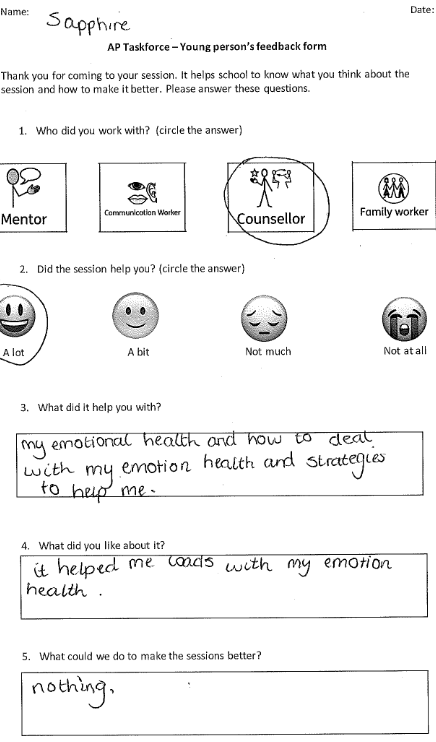 Name: Sapphire
Date:
AP Taskforce – Young person's feedback form
Thank you for coming to your session. It helps school to know what you think about the
session and how to make it better. Please answer these questions.
1. Who did you work with? (circle the answer)
Mentor
Communication Worker
Counsellor
Family worker
2. Did the session help you? (circle the answer)
A lot
A bit
Not much
Not at all
3. What did it help you with?
my emotional health and how to deal
with my emotion health and strategies
to help me.
4. What did you like about it?
it helped me loads with my emotion
health.
5. What could we do to make the sessions better?
nothing.